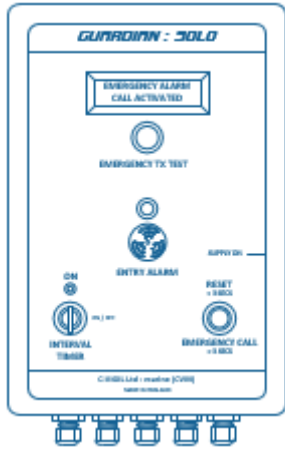 GUARDIAN : SOLO
EMERGENCY ALARM
CALL ACTIVATED
EMERGENCY TX TEST
ENTRY ALARM
SUPPLY ON
ON
RESET
INTERVAL
TIMER
EMERGENCY CALL